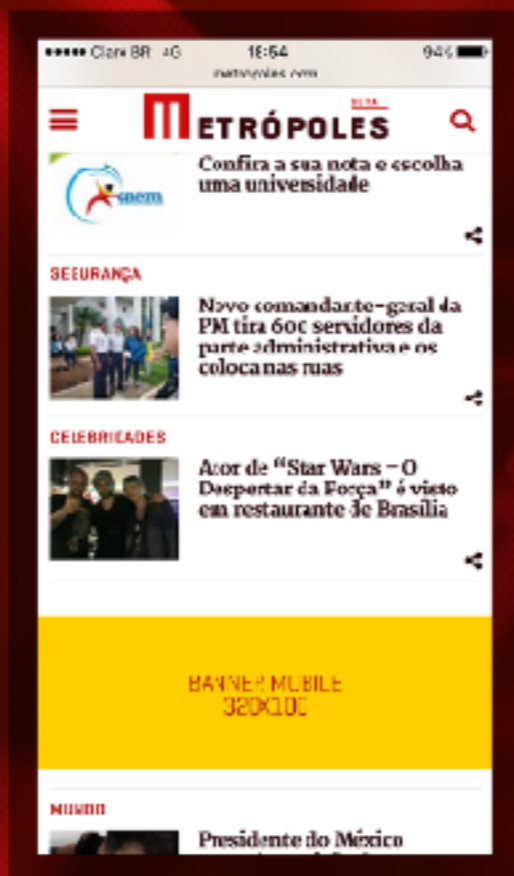 Claro BR 4G 18:54 94%
metropoles.com
BETA
METRÓPOLES
Confira a sua nota e escolha
uma universidade
enem
SEGURANÇA
Novo comandante-geral da
PM tira 600 servidores da
parte administrativa e os
coloca nas ruas
CELEBRIDADES
Ator de “Star Wars – O
Despertar da Força” é visto
em restaurante de Brasília
BANNER MOBILE
320X100
MUNDO
Presidente do México